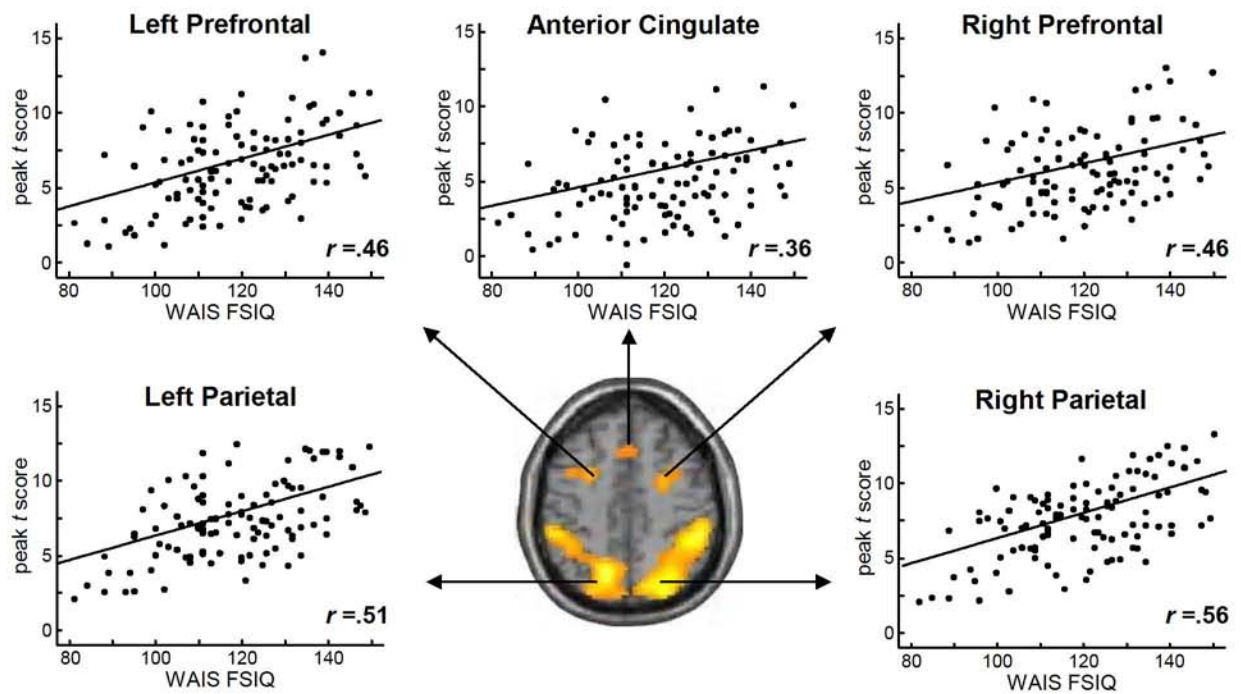 Left Prefrontal
15
10
5
0
peak t score
r =.46
80 100 120 140
WAIS FSIQ
Anterior Cingulate
15
10
5
0
peak t score
r =.36
80 100 120 140
WAIS FSIQ
Right Prefrontal
15
10
5
0
peak t score
r =.46
80 100 120 140
WAIS FSIQ
Left Parietal
15
10
5
0
peak t score
r =.51
80 100 120 140
WAIS FSIQ
Right Parietal
15
10
5
0
peak t score
r =.56
80 100 120 140
WAIS FSIQ